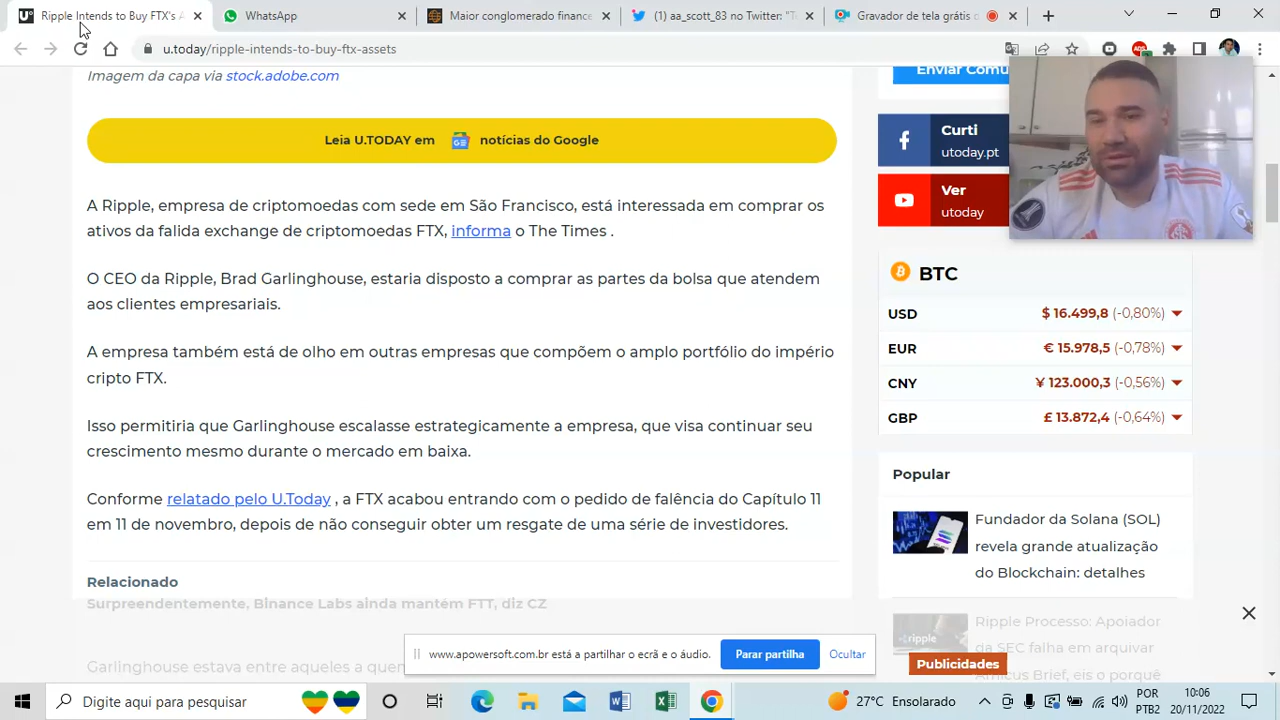 Ripple Intends to Buy FTX's A
WhatsApp
Maior conglomerado finance
(1) aa_scott_83 no Twitter: "T
Gravador de tela grátis c
u.today/ripple-intends-to-buy-ftx-assets
Imagem da capa via stock.adobe.com
Leia U.TODAY em notícias do Google
A Ripple, empresa de criptomoedas com sede em São Francisco, está interessada em comprar os
ativos da falida exchange de criptomoedas FTX, informa o The Times .
O CEO da Ripple, Brad Garlinghouse, estaria disposto a comprar as partes da bolsa que atendem
aos clientes empresariais.
A empresa também está de olho em outras empresas que compõem o amplo portfólio do império
cripto FTX.
Isso permitiria que Garlinghouse escalasse estrategicamente a empresa, que visa continuar seu
crescimento mesmo durante o mercado em baixa.
Conforme relatado pelo U.Today , a FTX acabou entrando com o pedido de falência do Capítulo 11
em 11 de novembro, depois de não conseguir obter um resgate de uma série de investidores.
Relacionado
Surpreendentemente, Binance Labs ainda mantém FTT, diz CZ
Garlinghouse estava entre aqueles a quem
Enviar Comu
Curti
utoday.pt
Ver
utoday
BTC
USD $ 16.499,8 (-0,80%)
EUR € 15.978,5 (-0,78%)
CNY ¥ 123.000,3 (-0,56%)
GBP £ 13.872,4 (-0,64%)
Popular
Fundador da Solana (SOL)
revela grande atualização
do Blockchain: detalhes
Ripple Processo: Apoiador
da SEC falha em arquivar
Amicus Brief, eis o porquê
ripple
Publicidades
www.apowersoft.com.br está a partilhar o ecrã e o áudio.
Parar partilha
Ocultar
Digite aqui para pesquisar
27°C Ensolarado
POR
PTB2
10:06
20/11/2022